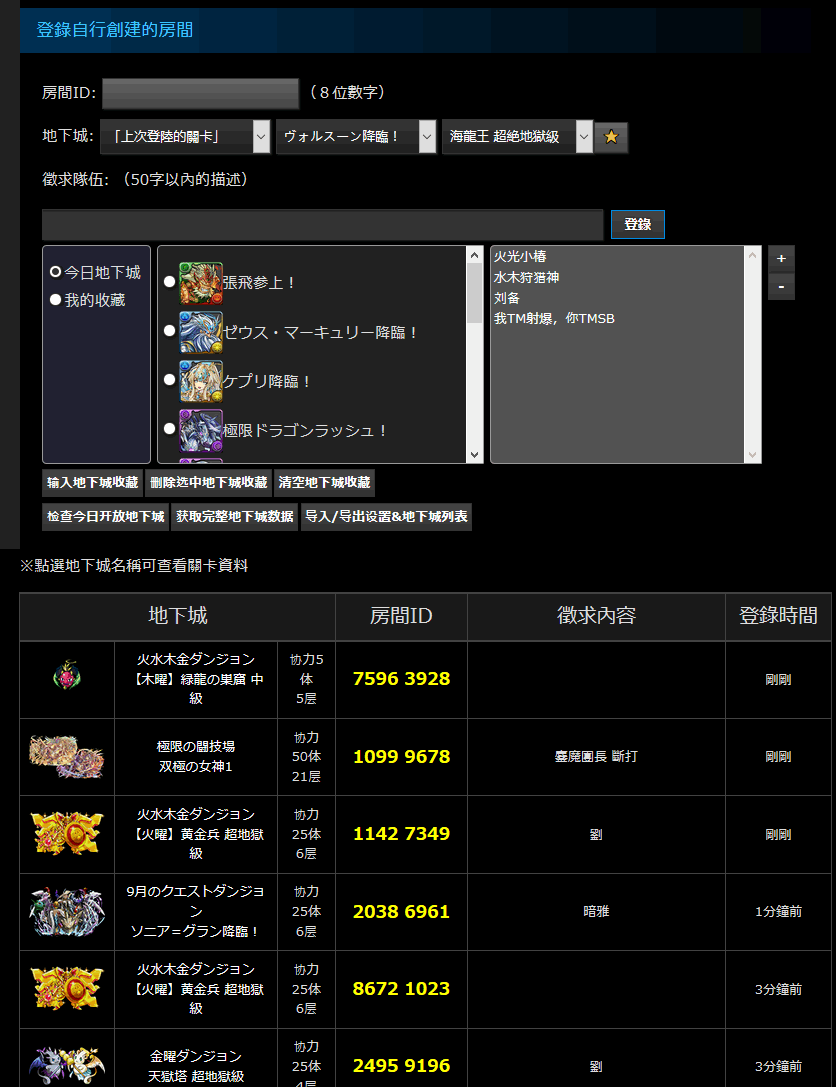 登錄自行創建的房間
房間ID: （８位數字）
地下城: 「上次登陸的關卡」 ヴォルスーン降臨！ 海龍王 超絶地獄級
徵求隊伍: （50字以內的描述）
登錄
今日地下城
我的收藏
張飛参上！
ゼウス・マーキュリー降臨！
ケプリ降臨！
極限ドラゴンラッシュ！
火光小椿
水木狩猎神
刘备
我TM射爆，你TMSB
+
-
输入地下城收藏 删除选中地下城收藏 清空地下城收藏
检查今日开放地下城 获取完整地下城数据 导入/导出设置&地下城列表
※點選地下城名稱可查看關卡資料
地下城 房間ID 徵求內容 登錄時間
火水木金ダンジョン
【木曜】緑龍の巣窟 中
級
协力5
体
5层
7596 3928
剛剛
極限の闘技場
双極の女神1
协力
50体
21层
1099 9678
鏖魔團長 斷打
剛剛
火水木金ダンジョン
【火曜】黄金兵 超地獄
級
协力
25体
6层
1142 7349
劉
剛剛
9月のクエストダンジョ
ン
ソニア＝グラン降臨！
协力
25体
6层
2038 6961
暗雅
1分鐘前
火水木金ダンジョン
【火曜】黄金兵 超地獄
級
协力
25体
6层
8672 1023
3分鐘前
金曜ダンジョン
天獄塔 超地獄級
协力
25体
4层
2495 9196
劉
3分鐘前